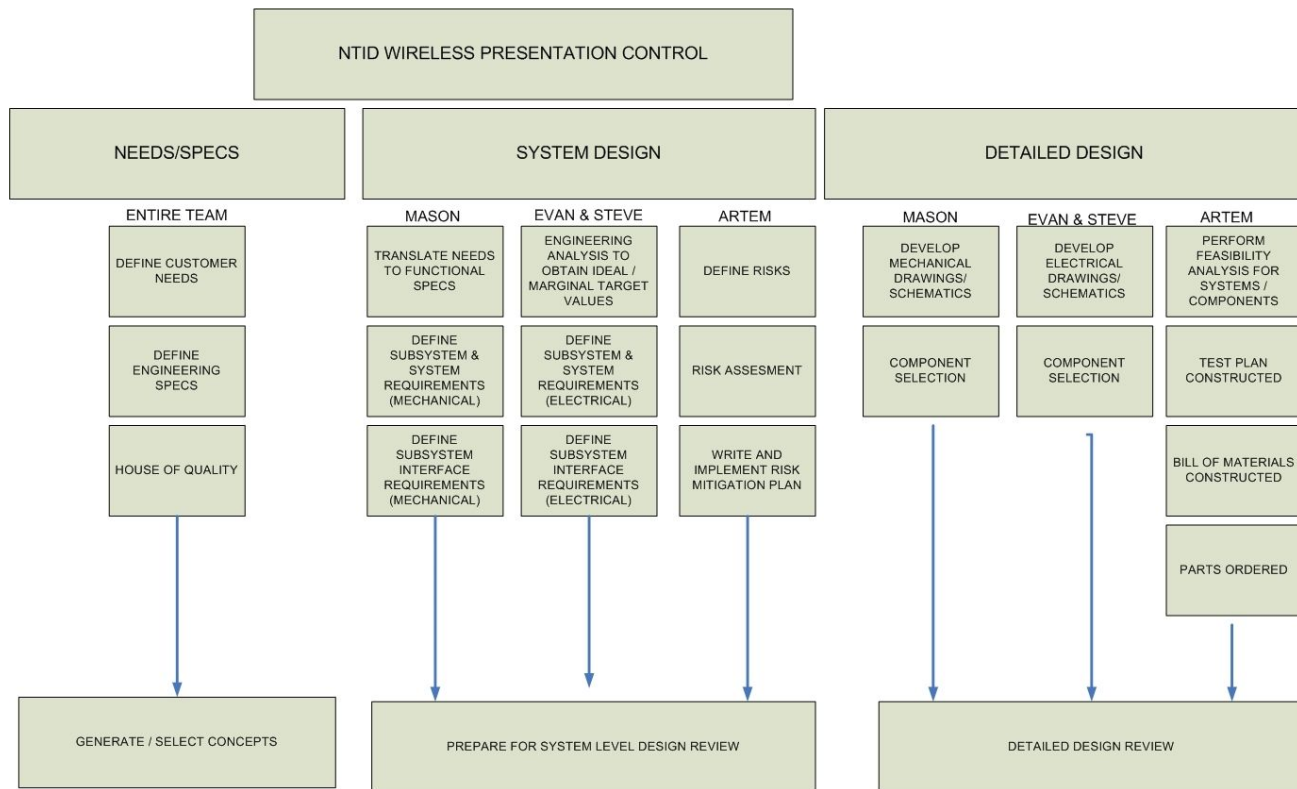 NTID WIRELESS PRESENTATION CONTROL
NEEDS/SPECS
SYSTEM DESIGN
DETAILED DESIGN
ENTIRE TEAM
DEFINE CUSTOMER
NEEDS
DEFINE
ENGINEERING
SPECS
HOUSE OF QUALITY
GENERATE / SELECT CONCEPTS
MASON
TRANSLATE NEEDS
TO FUNCTIONAL
SPECS
DEFINE
SUBSYSTEM &
SYSTEM
REQUIREMENTS
(MECHANICAL)
DEFINE
SUBSYSTEM
INTERFACE
REQUIREMENTS
(MECHANICAL)
EVAN & STEVE
ENGINEERING
ANALYSIS TO
OBTAIN IDEAL /
MARGINAL TARGET
VALUES
DEFINE
SUBSYSTEM &
SYSTEM
REQUIREMENTS
(ELECTRICAL)
DEFINE
SUBSYSTEM
INTERFACE
REQUIREMENTS
(ELECTRICAL)
ARTEM
DEFINE RISKS
RISK ASSESMENT
WRITE AND
IMPLEMENT RISK
MITIGATION PLAN
PREPARE FOR SYSTEM LEVEL DESIGN REVIEW
MASON
DEVELOP
MECHANICAL
DRAWINGS/
SCHEMATICS
COMPONENT
SELECTION
EVAN & STEVE
DEVELOP
ELECTRICAL
DRAWINGS/
SCHEMATICS
COMPONENT
SELECTION
ARTEM
PERFORM
FEASIBILITY
ANALYSIS FOR
SYSTEMS /
COMPONENTS
TEST PLAN
CONSTRUCTED
BILL OF MATERIALS
CONSTRUCTED
PARTS ORDERED
DETAILED DESIGN REVIEW